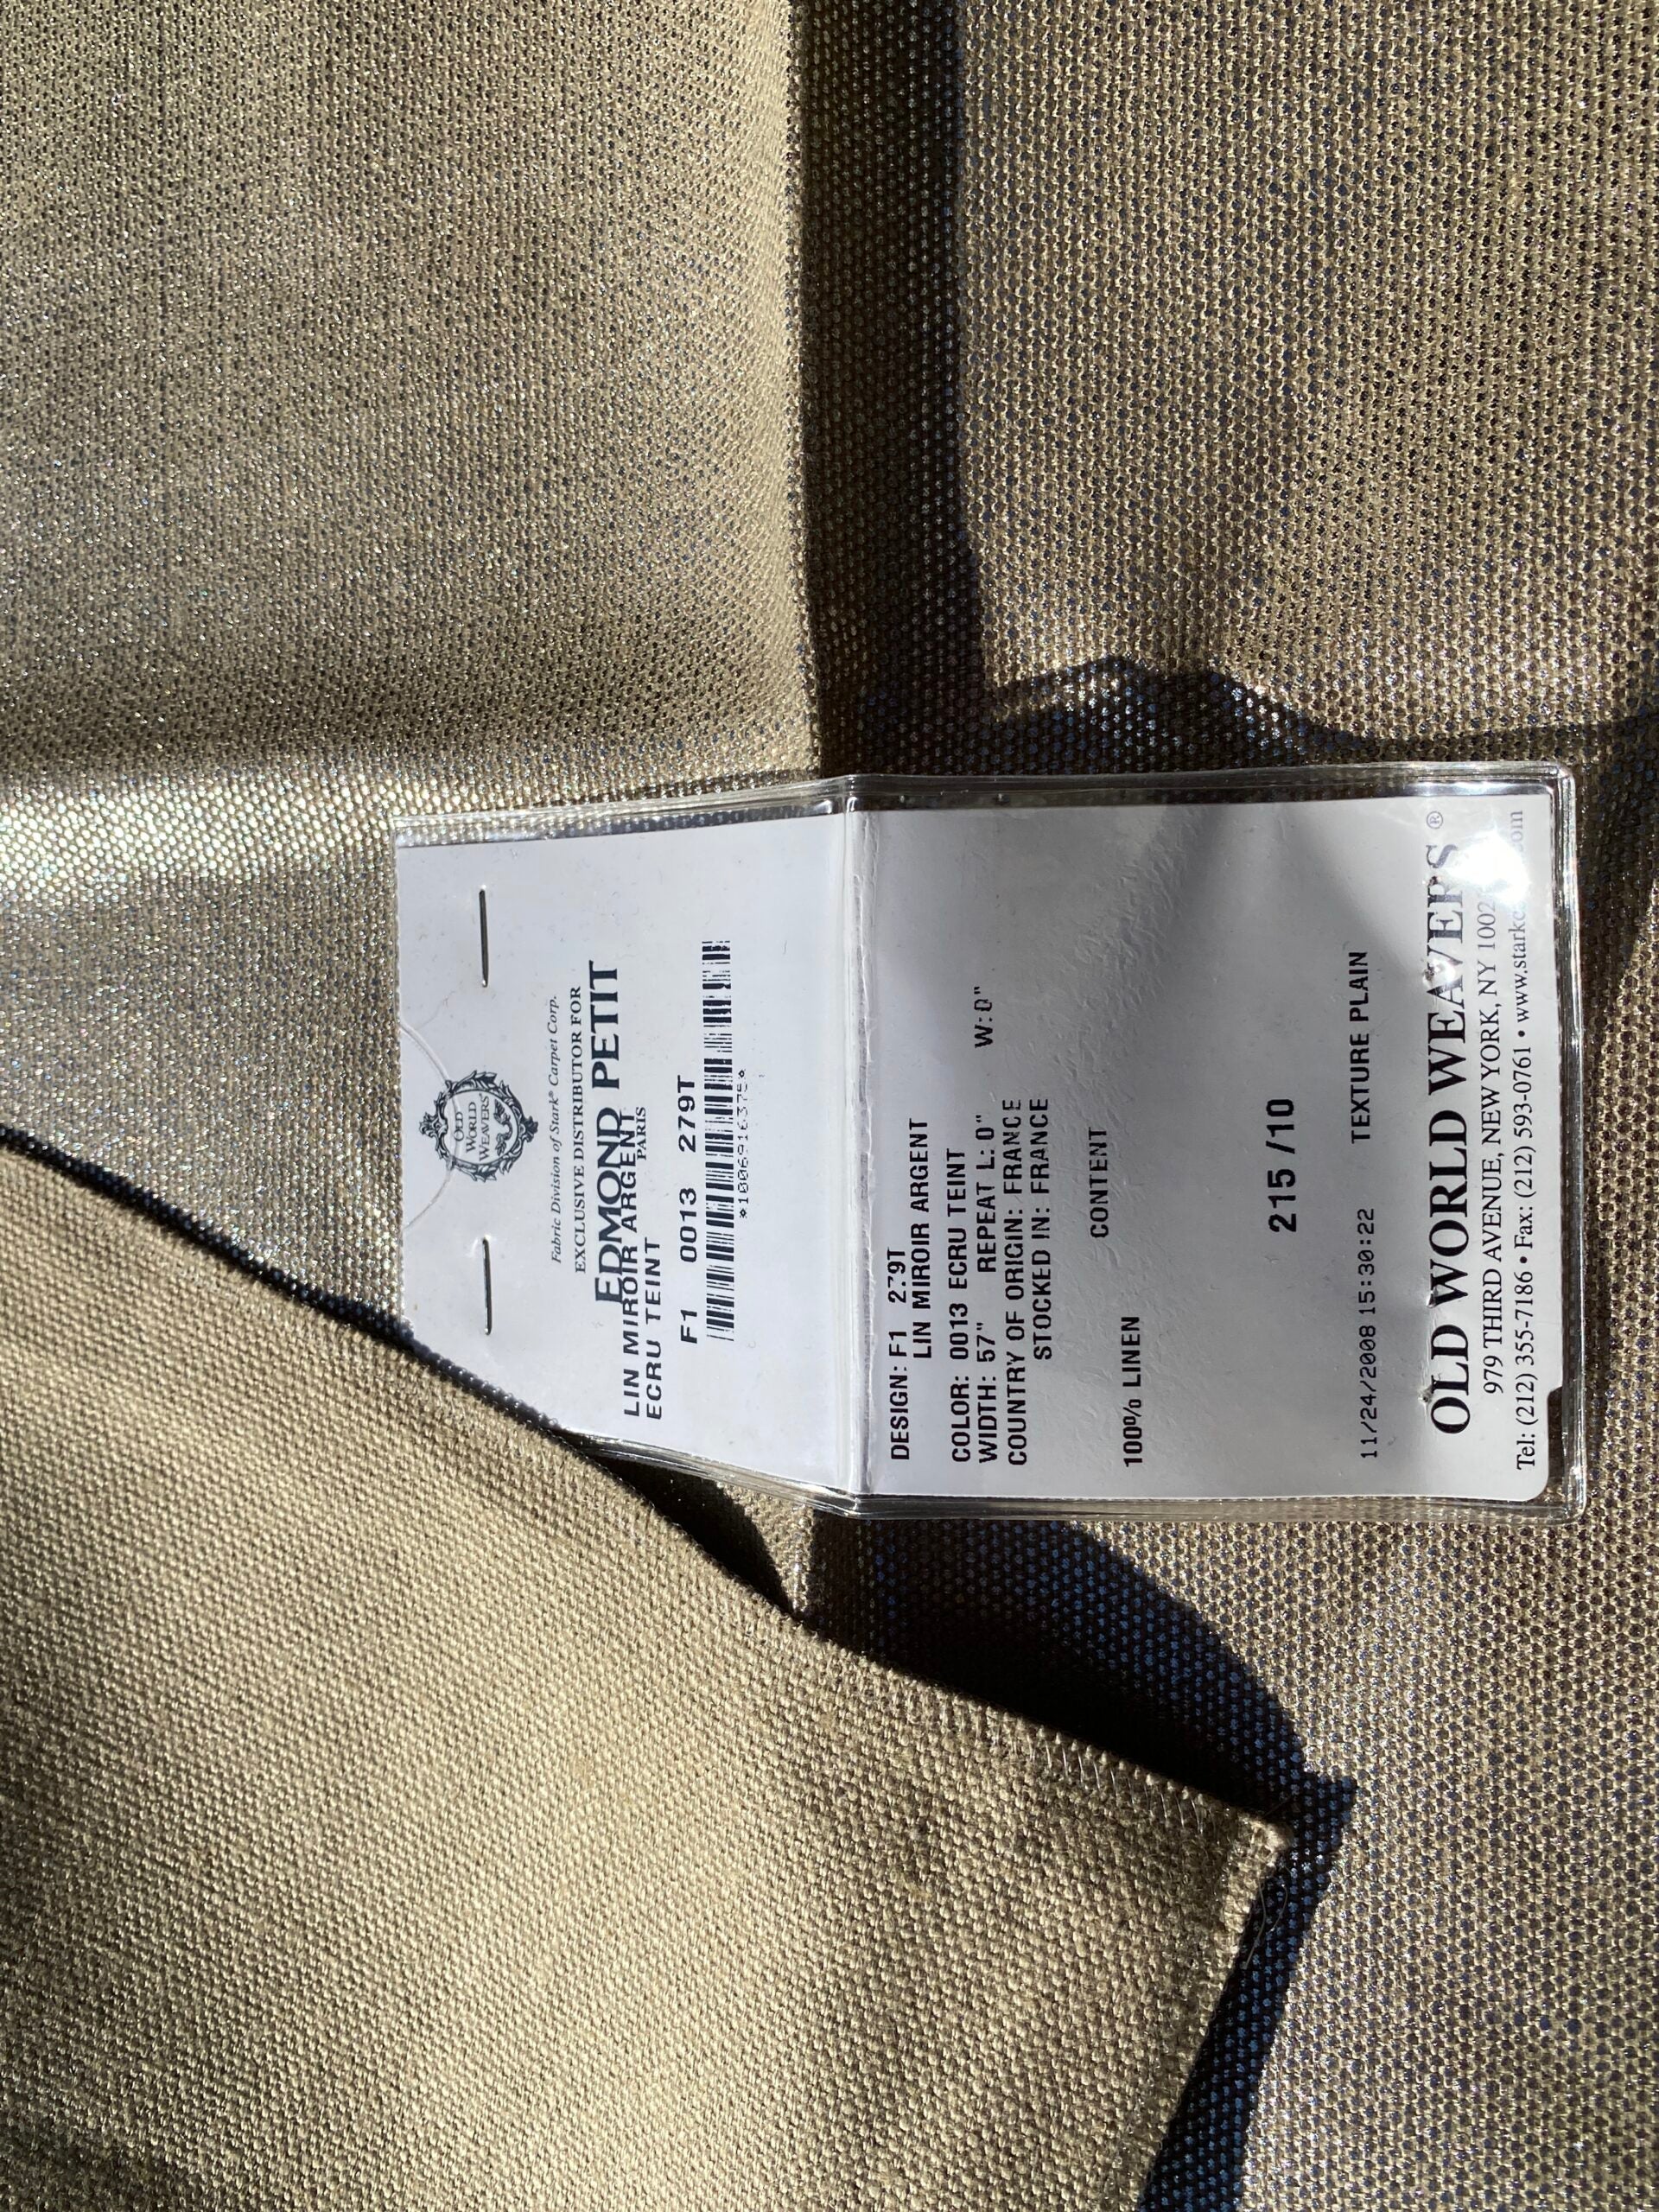 OLD
WORLD
WEAVERS
Fabric Division of Stark® Carpet Corp.
EXCLUSIVE DISTRIBUTOR FOR
EDMOND PETIT
PARIS
LIN MIROIR ARGENT
ECRU TEINT
F1 0013 279T
DESIGN: F1 279T
LIN MIROIR ARGENT
COLOR: 0013 ECRU TEINT
WIDTH: 57" REPEAT L: 0" W:0"
COUNTRY OF ORIGIN: FRANCE
STOCKED IN: FRANCE
CONTENT
100% LINEN
215 /10
11/24/2008 15:30:22 TEXTURE PLAIN
OLD WORLD WEAVERS®
979 THIRD AVENUE, NEW YORK, NY
Tel: (212) 355-7186 • Fax: (212) 593-0761 •